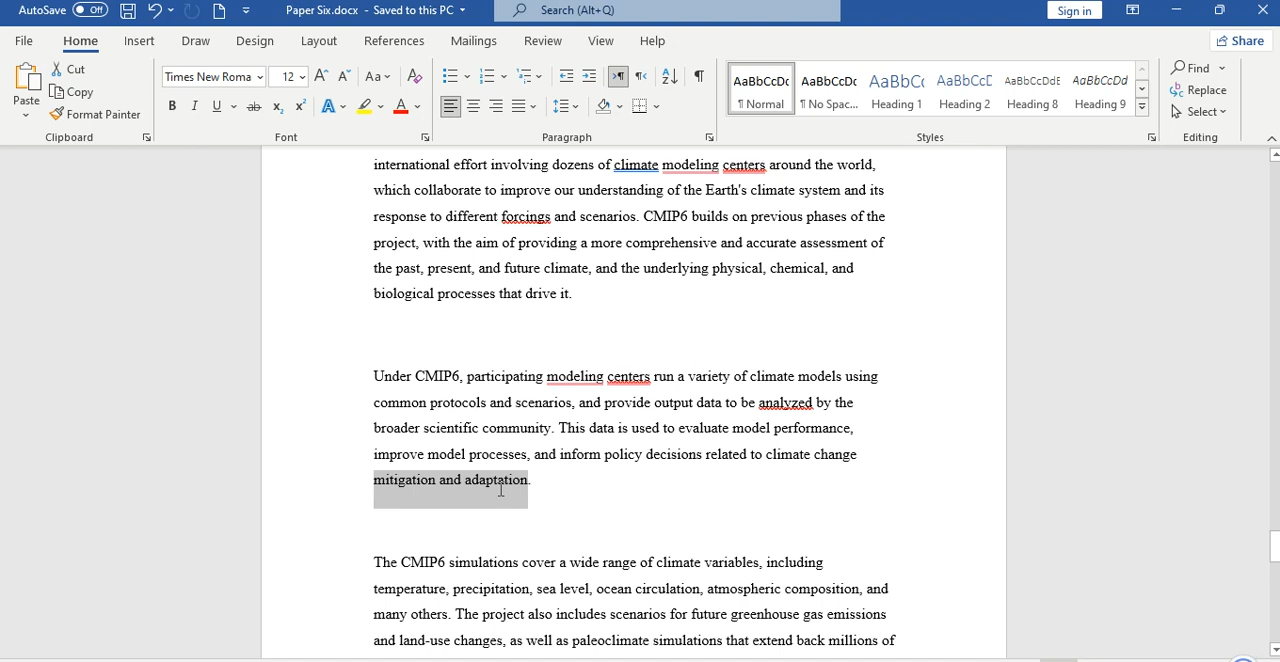 AutoSave Off Paper Six.docx - Saved to this PC Search (Alt+Q) Sign in
File Home Insert Draw Design Layout References Mailings Review View Help Share
Paste Cut Copy Format Painter
Times New Roma 12 Aa
B I U ab x₂ x² A A
AaBbCcDc AaBbCcDc AaBbCc AaBbCcD AaBbCcDdE AaBbCcDd
¶ Normal ¶ No Spac... Heading 1 Heading 2 Heading 8 Heading 9
Find
Replace
Select
Clipboard Font Paragraph Styles Editing
international effort involving dozens of climate modeling centers around the world,
which collaborate to improve our understanding of the Earth's climate system and its
response to different forcings and scenarios. CMIP6 builds on previous phases of the
project, with the aim of providing a more comprehensive and accurate assessment of
the past, present, and future climate, and the underlying physical, chemical, and
biological processes that drive it.
Under CMIP6, participating modeling centers run a variety of climate models using
common protocols and scenarios, and provide output data to be analyzed by the
broader scientific community. This data is used to evaluate model performance,
improve model processes, and inform policy decisions related to climate change
mitigation and adaptation.
The CMIP6 simulations cover a wide range of climate variables, including
temperature, precipitation, sea level, ocean circulation, atmospheric composition, and
many others. The project also includes scenarios for future greenhouse gas emissions
and land-use changes, as well as paleoclimate simulations that extend back millions of